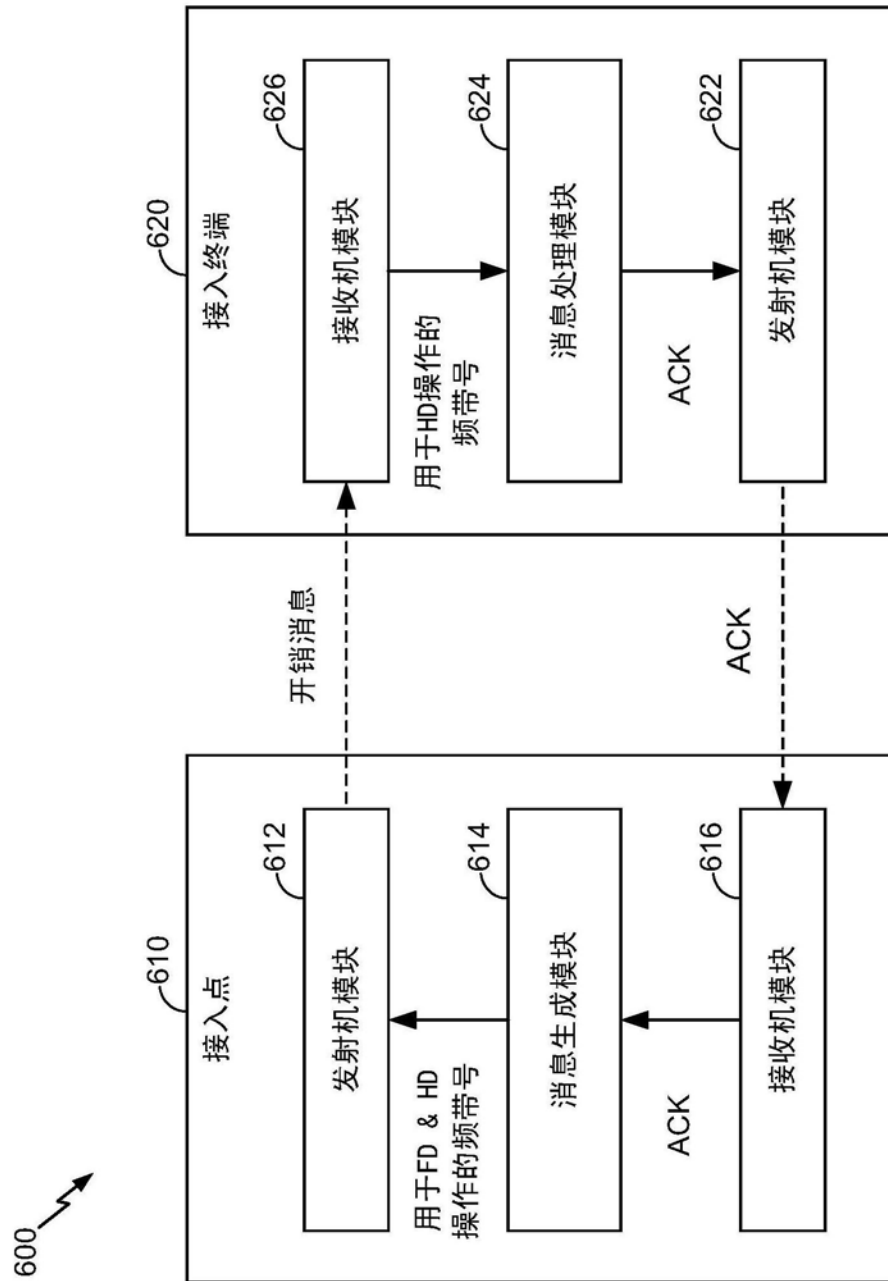 600
610
接入点
612
发射机模块
用于FD & HD
操作的频带号
614
消息生成模块
ACK
616
接收机模块
开销消息
ACK
620
接入终端
626
接收机模块
用于HD操作的
频带号
624
消息处理模块
ACK
622
发射机模块